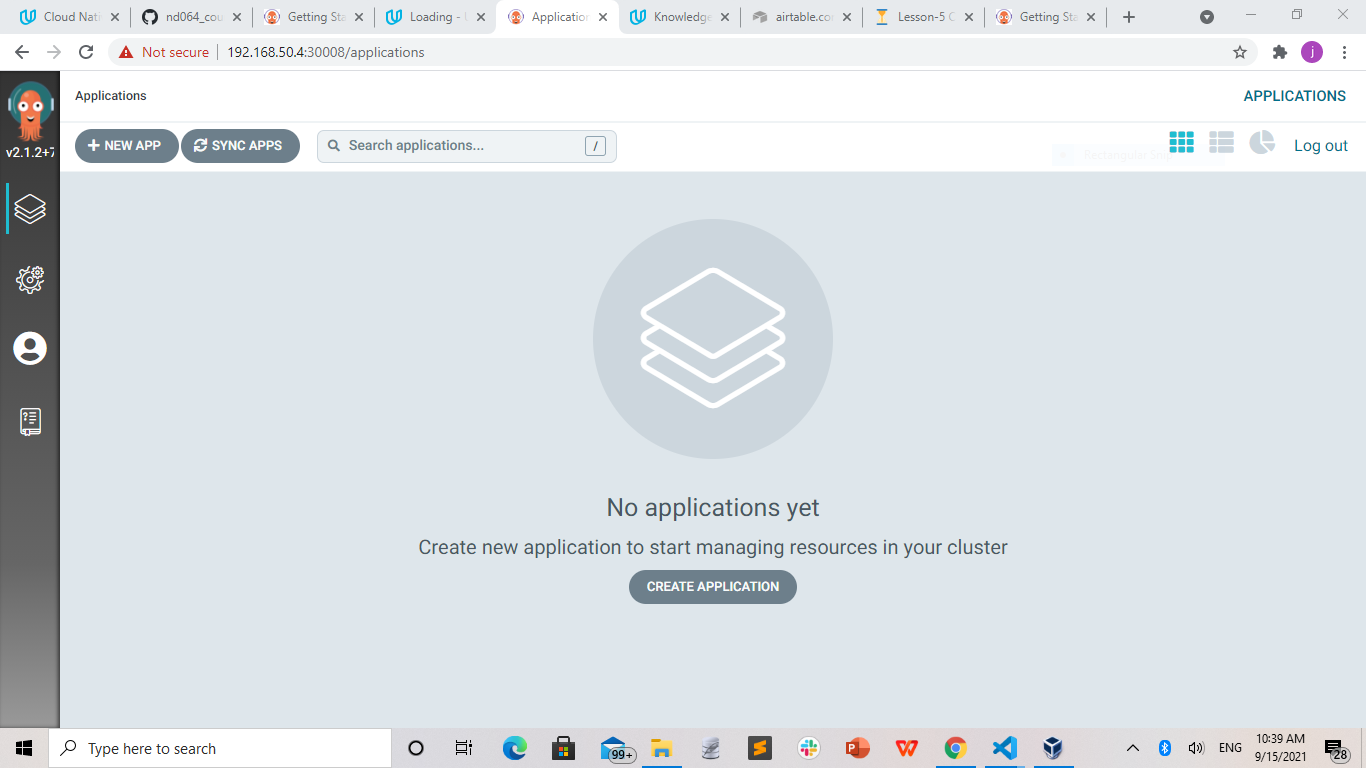 Cloud Nati
nd064_cou
Getting Sta
Loading - U
Application
Knowledge
airtable.com
Lesson-5 C
Getting Sta
Not secure
192.168.50.4:30008/applications
j
Applications
APPLICATIONS
v2.1.2+7
NEW APP
SYNC APPS
Search applications...
/
Log out
No applications yet
Create new application to start managing resources in your cluster
CREATE APPLICATION
Type here to search
99+
ENG
10:39 AM
9/15/2021
28